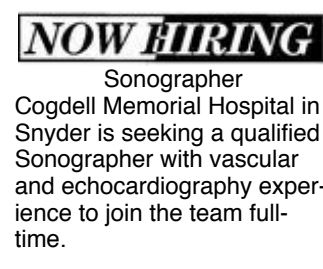 NOW HIRING
Sonographer
Cogdell Memorial Hospital in
Snyder is seeking a qualified
Sonographer with vascular
and echocardiography exper-
ience to join the team full-
time.